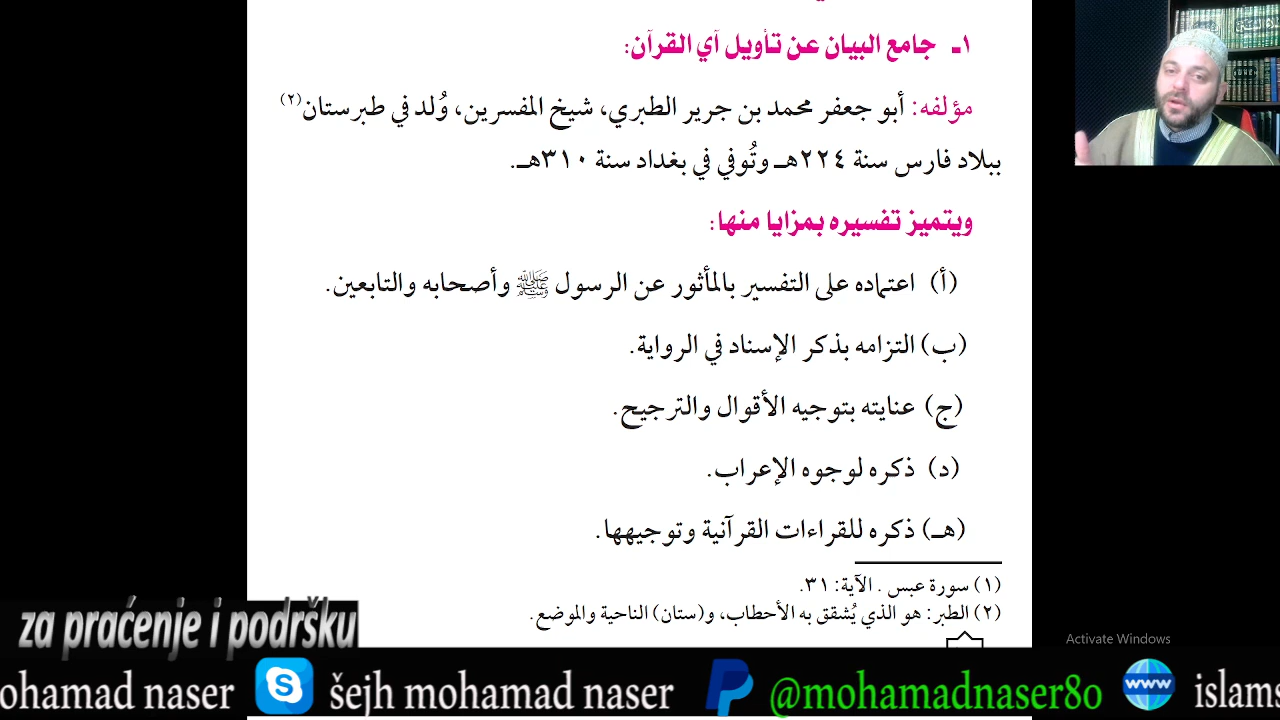 ١ـ جامع البيان عن تأويل آي القرآن:
مؤلفه: أبو جعفر محمد بن جرير الطبري، شيخ المفسرين، وُلد في طبرستان(٢)
ببلاد فارس سنة ٢٢٤هـ وتُوفي في بغداد سنة ٣١٠هـ.
ويتميز تفسيره بمزايا منها:
(أ) اعتماده على التفسير بالمأثور عن الرسول ﷺ وأصحابه والتابعين.
(ب) التزامه بذكر الإسناد في الرواية.
(ج) عنايته بتوجيه الأقوال والترجيح.
(د) ذكره لوجوه الإعراب.
(هـ) ذكره للقراءات القرآنية وتوجيهها.
(١) سورة عبس . الآية: ٣١.
(٢) الطبر: هو الذي يُشقق به الأحطاب، و(ستان) الناحية والموضع.
Activate Windows
za praćenje i podršku
ohamad naser šejh mohamad naser @mohamadnaser80 www islams